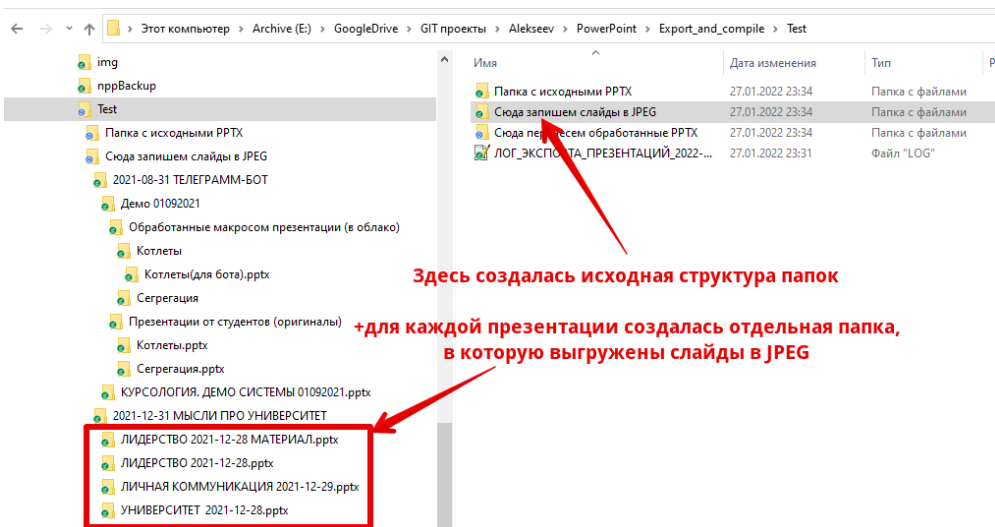 Этот компьютер › Archive (E:) › GoogleDrive › GIT проекты › Alekseev › PowerPoint › Export_and_compile › Test
img
nppBackup
Test
Папка с исходными PPTX
Сюда запишем слайды в JPEG
2021-08-31 ТЕЛЕГРАММ-БОТ
Демо 01092021
Обработанные макросом презентации (в облако)
Котлеты
Котлеты(для бота).pptx
Сегрегация
Презентации от студентов (оригиналы)
Котлеты.pptx
Сегрегация.pptx
КУРСОЛОГИЯ. ДЕМО СИСТЕМЫ 01092021.pptx
2021-12-31 МЫСЛИ ПРО УНИВЕРСИТЕТ
ЛИДЕРСТВО 2021-12-28 МАТЕРИАЛ.pptx
ЛИДЕРСТВО 2021-12-28.pptx
ЛИЧНАЯ КОММУНИКАЦИЯ 2021-12-29.pptx
УНИВЕРСИТЕТ 2021-12-28.pptx
Имя Дата изменения Тип Р
Папка с исходными PPTX 27.01.2022 23:34 Папка с файлами
Сюда запишем слайды в JPEG 27.01.2022 23:34 Папка с файлами
Сюда перенесем обработанные PPTX 27.01.2022 23:34 Папка с файлами
ЛОГ_ЭКСПОРТА_ПРЕЗЕНТАЦИЙ_2022-... 27.01.2022 23:31 Файл "LOG"
Здесь создалась исходная структура папок
+для каждой презентации создалась отдельная папка,
в которую выгружены слайды в JPEG